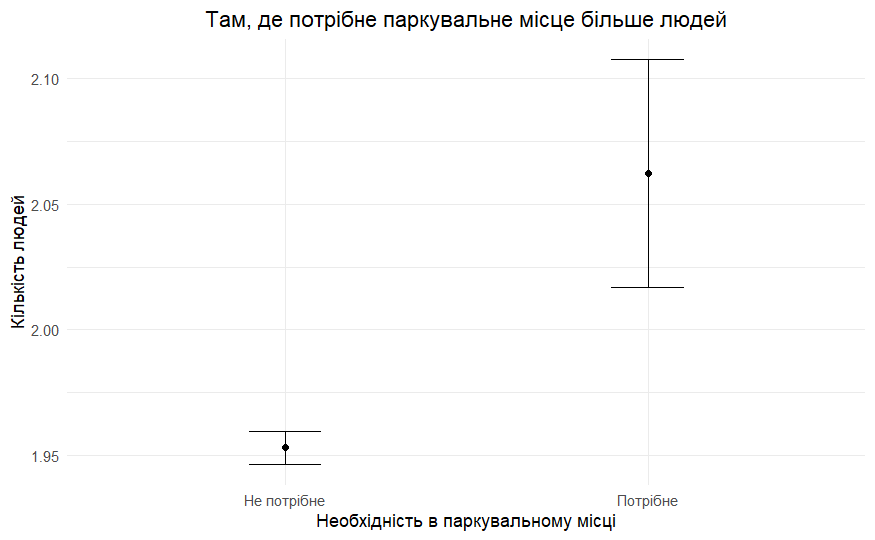 Там, де потрібне паркувальне місце більше людей
Кількість людей
2.10
2.05
2.00
1.95
Не потрібне
Потрібне
Необхідність в паркувальному місці